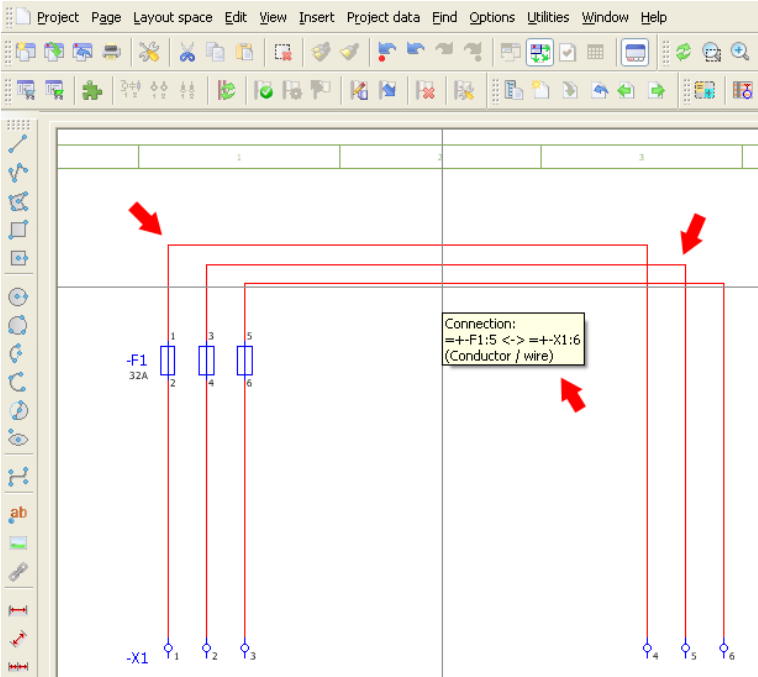 Project Page Layout space Edit View Insert Project data Find Options Utilities Window Help
1 2 3
1 3 5
-F1
32A
2 4 6
Connection:
=+-F1:5 <-> =+-X1:6
(Conductor / wire)
ab
-X1 1 2 3 4 5 6